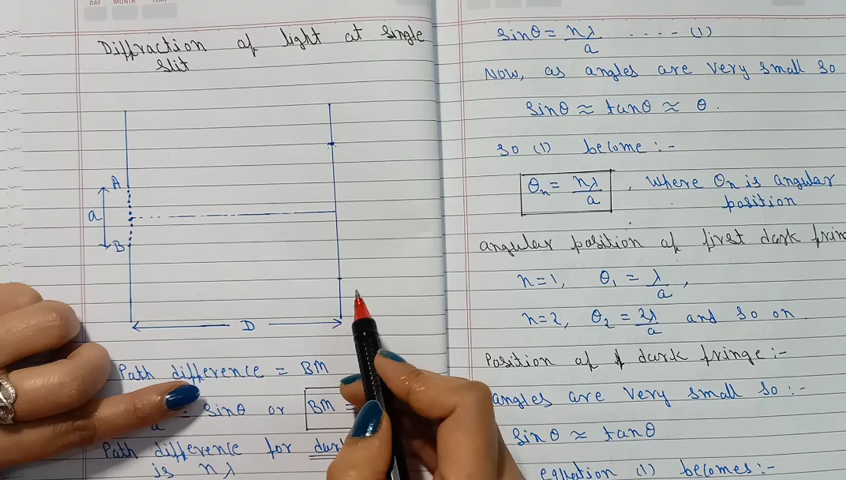 DAY MONTH YEAR
Diffraction of light at single
slit
A
a
B
D
Path difference = BM
sinθ or BM =
a
Path difference for dark
is nλ
sinθ = nλ/a .... (1)
Now, as angles are very small so
sinθ ≈ tanθ ≈ θ.
so (1) become:-
θn = nλ/a , where θn is angular
position
angular position of first dark frin
n=1, θ1 = λ/a ,
n=2, θ2 = 2λ/a and so on.
Position of dark fringe:-
angles are very small so:-
sinθ ≈ tanθ
equation (1) becomes:-